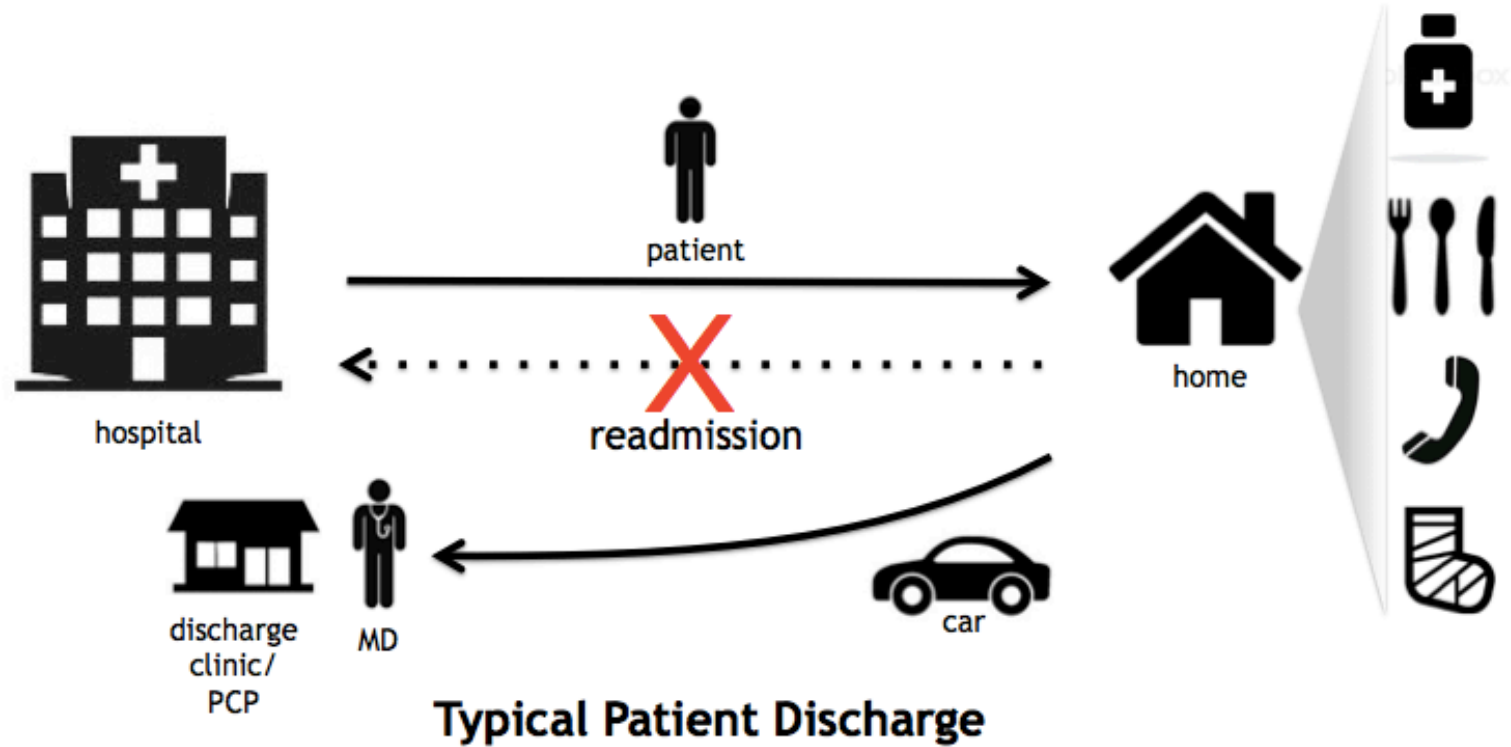 patient
hospital
readmission
home
discharge
clinic/
PCP
MD
car
Typical Patient Discharge